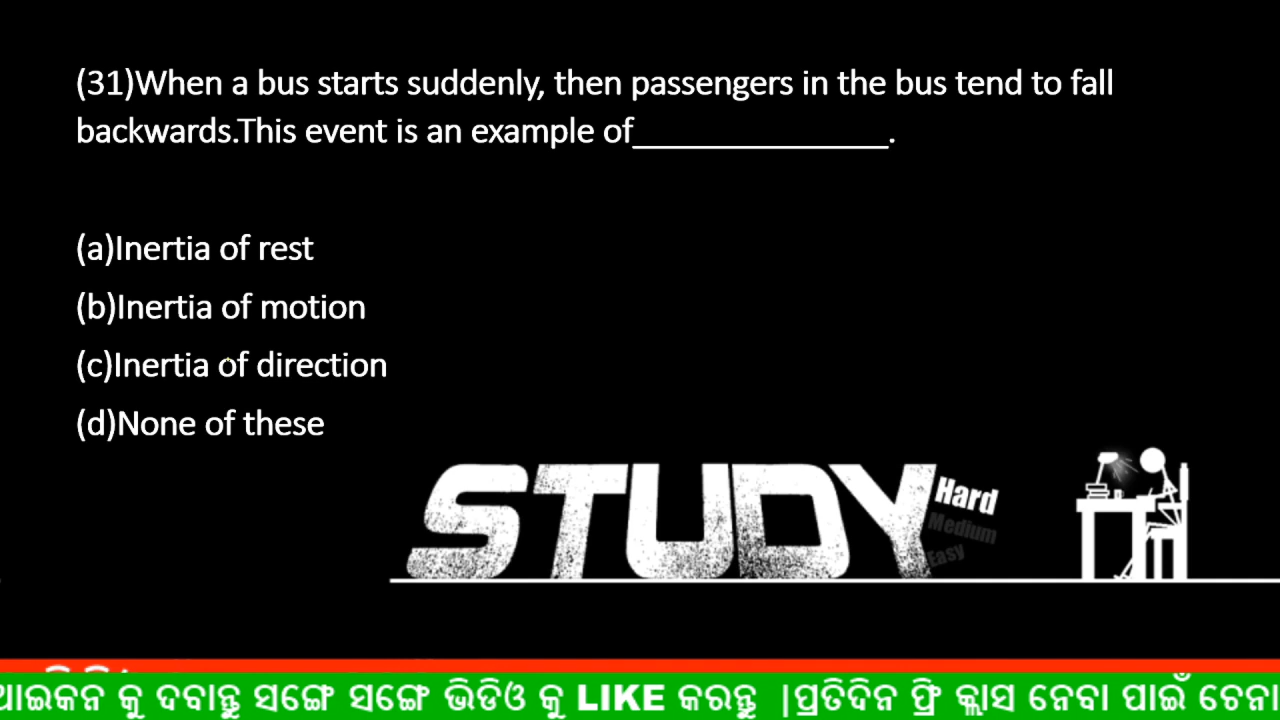 (31)When a bus starts suddenly, then passengers in the bus tend to fall
backwards.This event is an example of_______________.
(a)Inertia of rest
(b)Inertia of motion
(c)Inertia of direction
(d)None of these
STUDY
Hard
Medium
Easy
ଆଇକନ କୁ ଦବାନ୍ତୁ ସଙ୍ଗେ ସଙ୍ଗେ ଭିଡିଓ କୁ LIKE କରନ୍ତୁ |ପ୍ରତିଦିନ ଫ୍ରି କ୍ଲାସ ନେବା ପାଇଁ ଚେନା